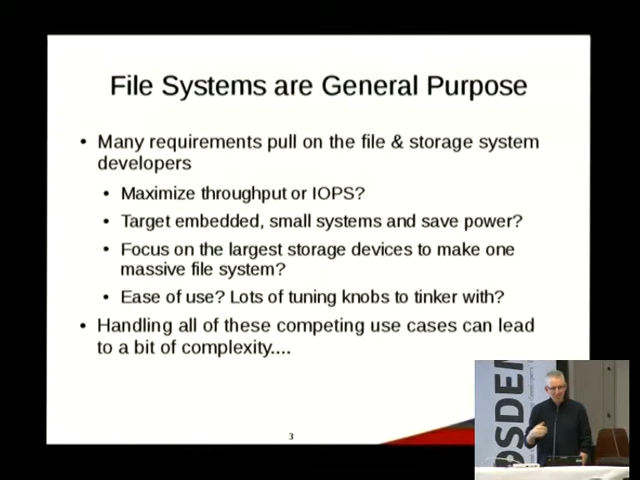 File Systems are General Purpose
• Many requirements pull on the file & storage system
developers
• Maximize throughput or IOPS?
• Target embedded, small systems and save power?
• Focus on the largest storage devices to make one
massive file system?
• Ease of use? Lots of tuning knobs to tinker with?
• Handling all of these competing use cases can lead
to a bit of complexity....
3
OSDEM